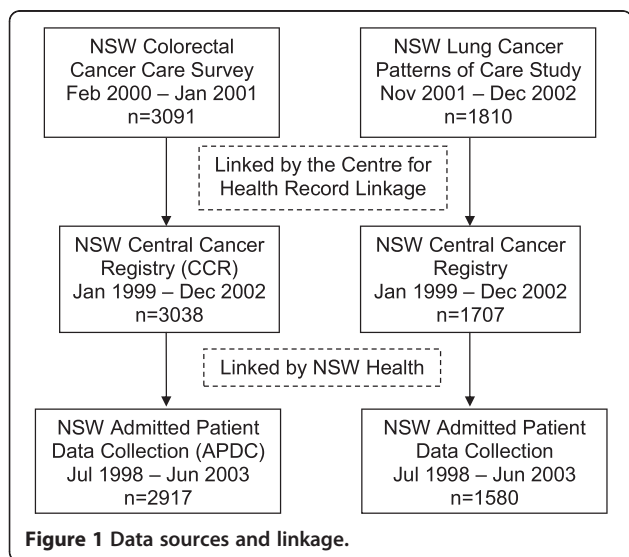 NSW Colorectal
Cancer Care Survey
Feb 2000 – Jan 2001
n=3091
NSW Lung Cancer
Patterns of Care Study
Nov 2001 – Dec 2002
n=1810
Linked by the Centre for
Health Record Linkage
NSW Central Cancer
Registry (CCR)
Jan 1999 – Dec 2002
n=3038
NSW Central Cancer
Registry
Jan 1999 – Dec 2002
n=1707
Linked by NSW Health
NSW Admitted Patient
Data Collection (APDC)
Jul 1998 – Jun 2003
n=2917
NSW Admitted Patient
Data Collection
Jul 1998 – Jun 2003
n=1580
Figure 1 Data sources and linkage.